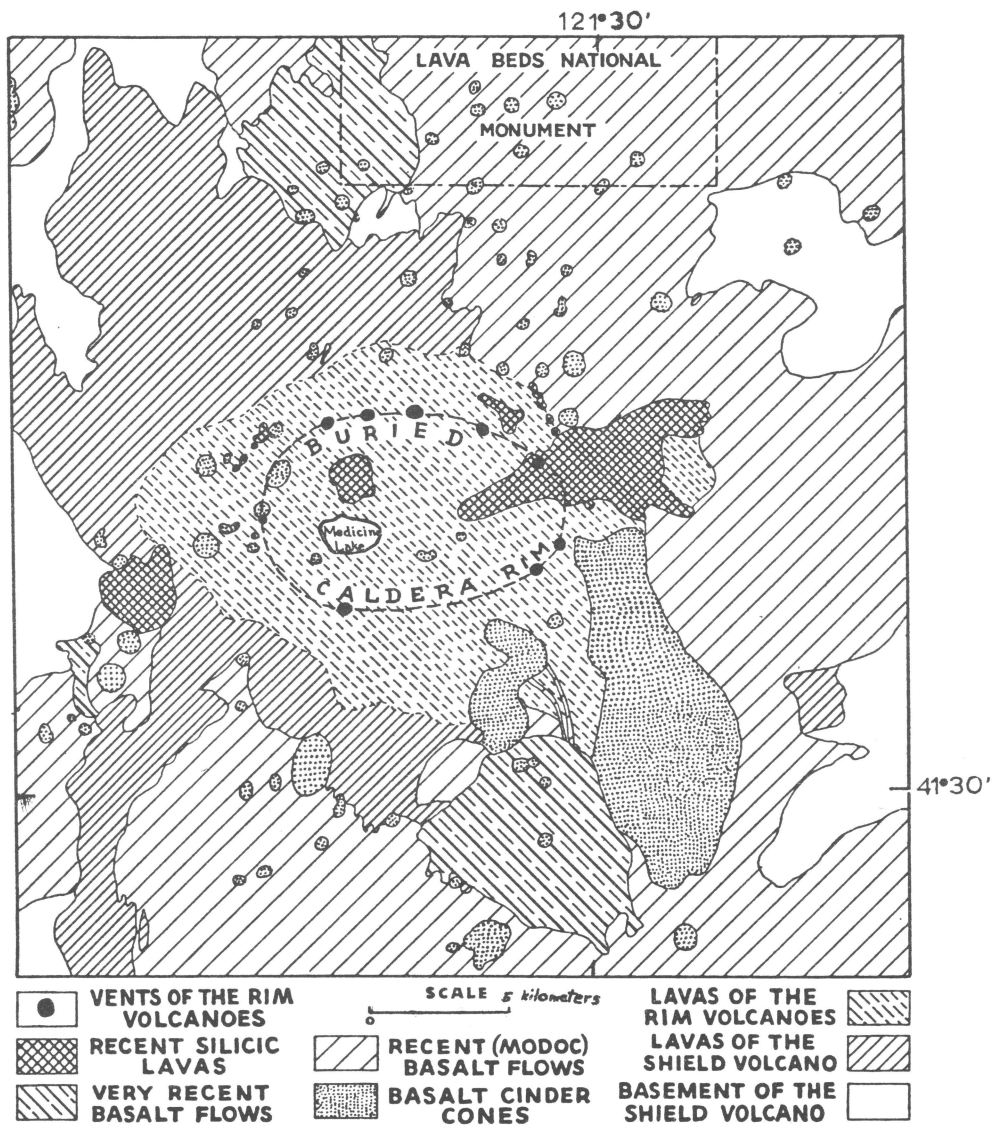 121°30'
LAVA BEDS NATIONAL
MONUMENT
BURIED
Medicine
Lake
CALDERA RIM
41°30'
VENTS OF THE RIM
VOLCANOES
RECENT SILICIC
LAVAS
VERY RECENT
BASALT FLOWS
SCALE 5 kilometers
0
RECENT (MODOC)
BASALT FLOWS
BASALT CINDER
CONES
LAVAS OF THE
RIM VOLCANOES
LAVAS OF THE
SHIELD VOLCANO
BASEMENT OF THE
SHIELD VOLCANO